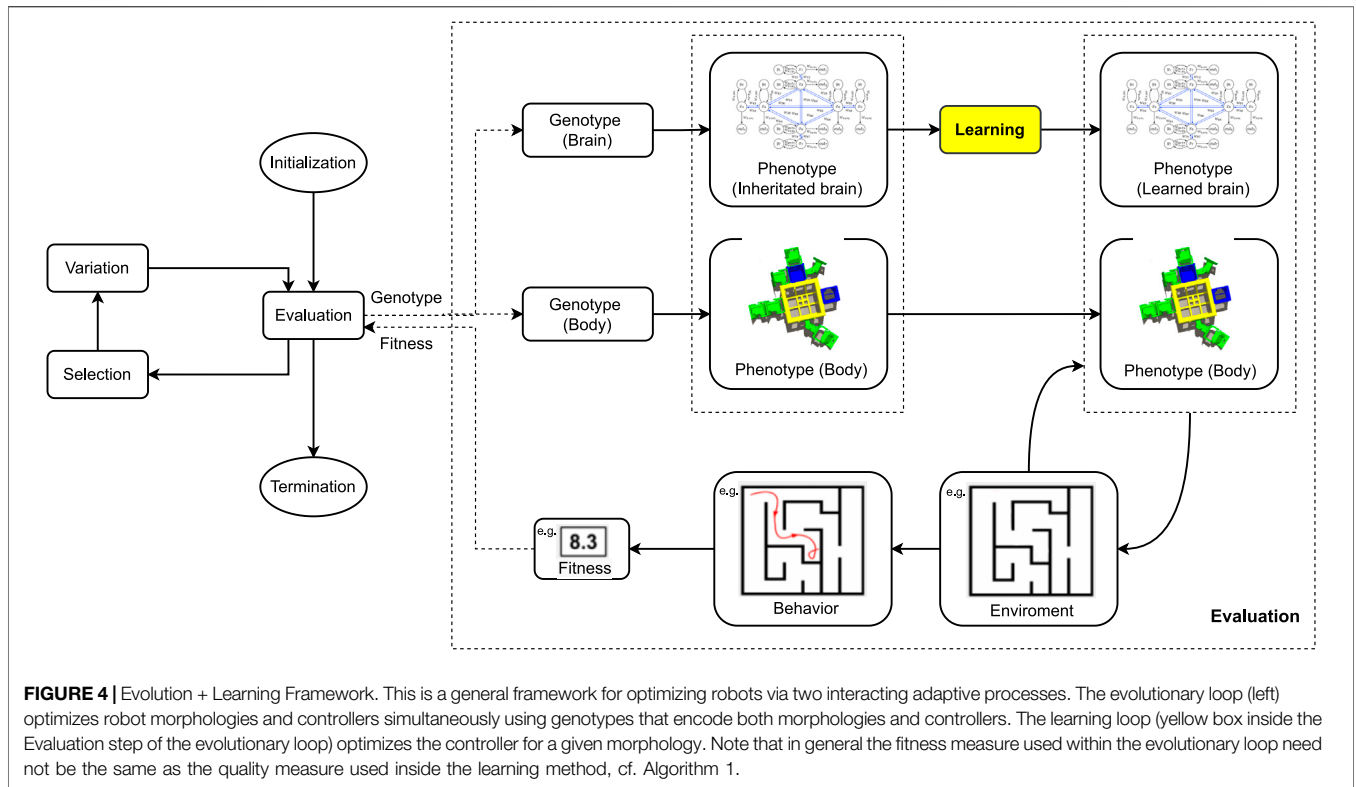 Initialization
Variation
Evaluation
Selection
Termination
Genotype
Fitness
Genotype
(Brain)
Phenotype
(Inheritated brain)
Learning
Phenotype
(Learned brain)
Genotype
(Body)
Phenotype (Body)
Phenotype (Body)
e.g.
8.3
Fitness
e.g.
Behavior
e.g.
Enviroment
Evaluation
FIGURE 4 | Evolution + Learning Framework. This is a general framework for optimizing robots via two interacting adaptive processes. The evolutionary loop (left)
optimizes robot morphologies and controllers simultaneously using genotypes that encode both morphologies and controllers. The learning loop (yellow box inside the
Evaluation step of the evolutionary loop) optimizes the controller for a given morphology. Note that in general the fitness measure used within the evolutionary loop need
not be the same as the quality measure used inside the learning method, cf. Algorithm 1.